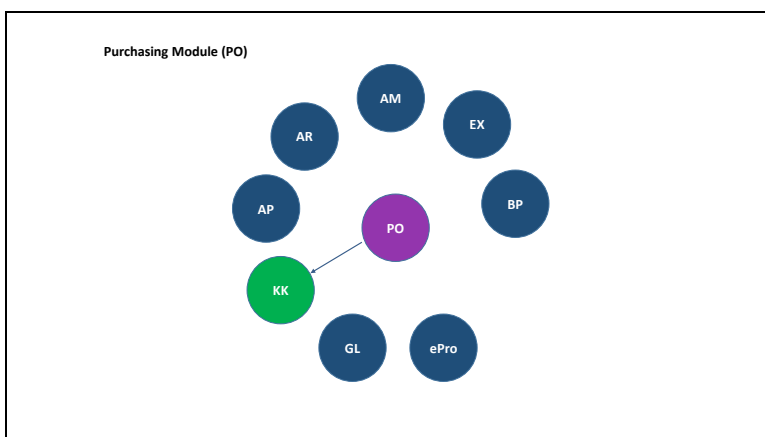 Purchasing Module (PO)
AM
EX
AR
BP
AP
PO
KK
GL
ePro